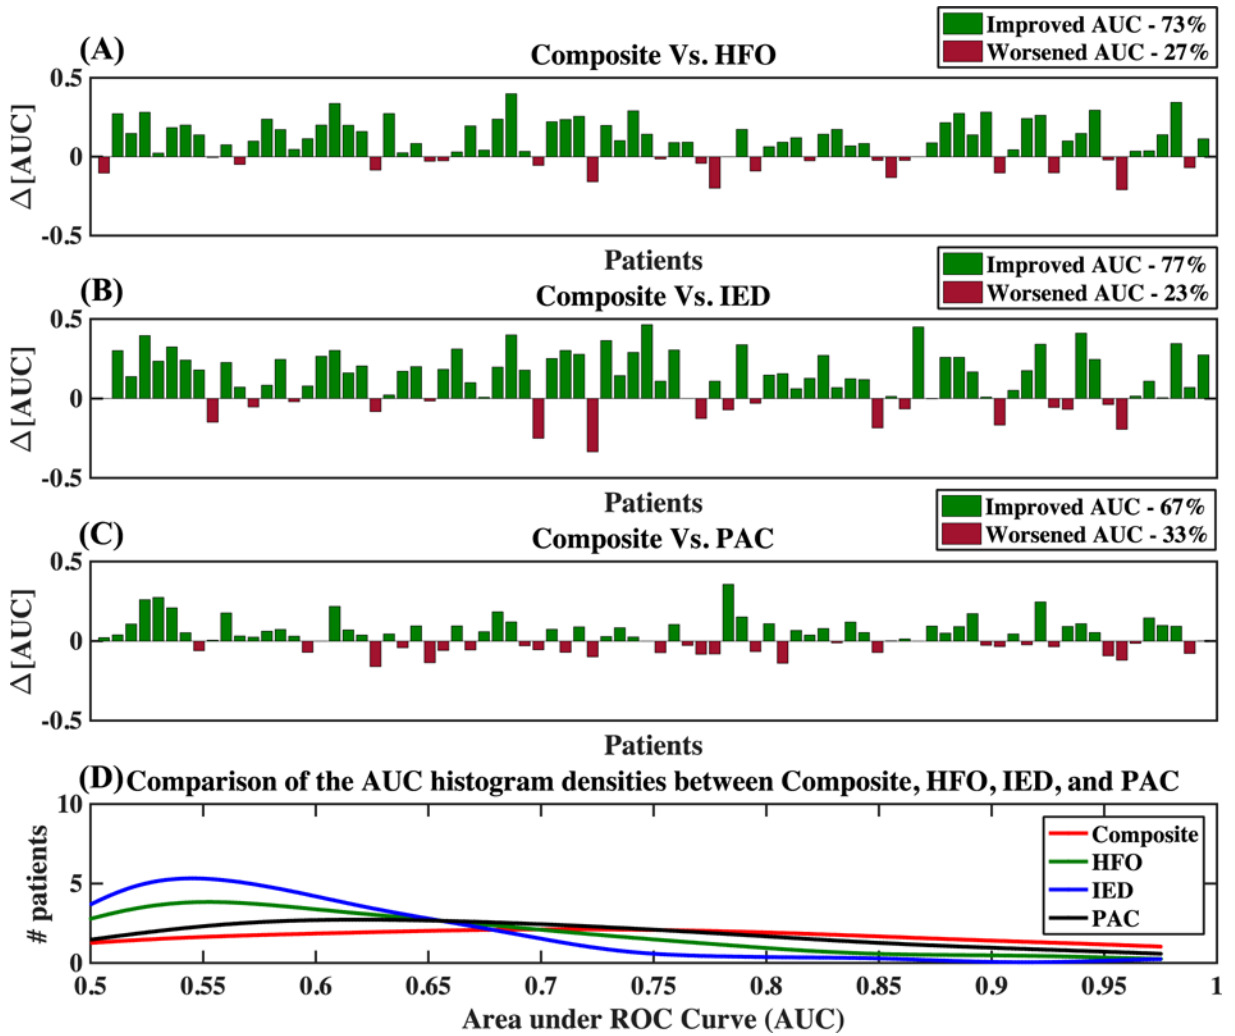 Improved AUC - 73%
Worsened AUC - 27%
(A)
Composite Vs. HFO
0.5
0
-0.5
Δ[AUC]
Patients
Improved AUC - 77%
Worsened AUC - 23%
(B)
Composite Vs. IED
0.5
0
-0.5
Δ[AUC]
Patients
Improved AUC - 67%
Worsened AUC - 33%
(C)
Composite Vs. PAC
0.5
0
-0.5
Δ[AUC]
Patients
(D) Comparison of the AUC histogram densities between Composite, HFO, IED, and PAC
10
5
0
# patients
Composite
HFO
IED
PAC
0.5 0.55 0.6 0.65 0.7 0.75 0.8 0.85 0.9 0.95 1
Area under ROC Curve (AUC)